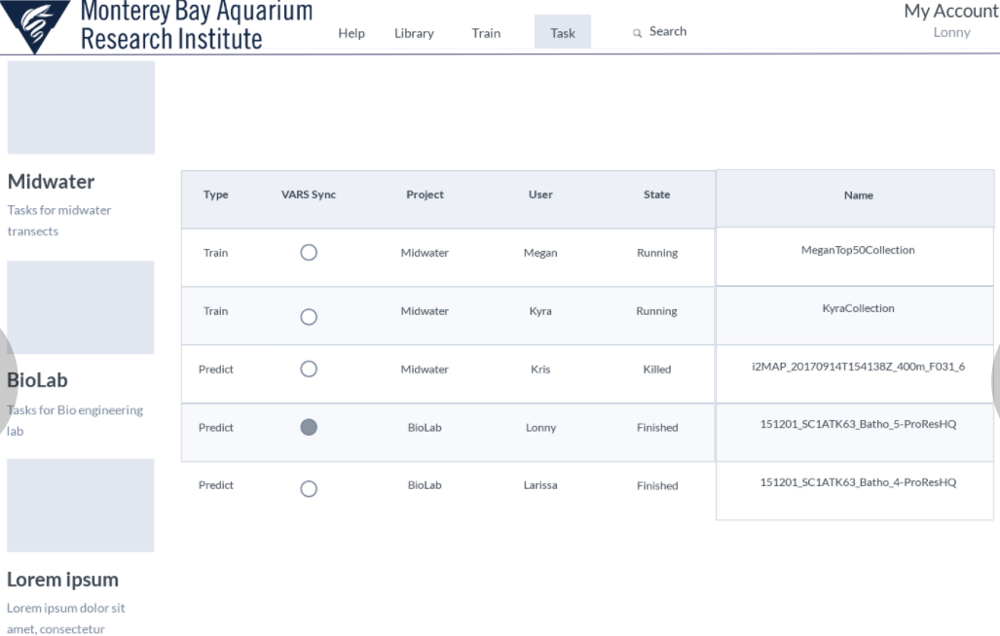 Monterey Bay Aquarium
Research Institute
Help Library Train Task Search
My Account
Lonny
Midwater
Tasks for midwater
transects
BioLab
Tasks for Bio engineering
lab
Lorem ipsum
Lorem ipsum dolor sit
amet, consectetur
Type VARS Sync Project User State Name
Train Midwater Megan Running MeganTop50Collection
Train Midwater Kyra Running KyraCollection
Predict Midwater Kris Killed i2MAP_20170914T154138Z_400m_F031_6
Predict BioLab Lonny Finished 151201_SC1ATK63_Batho_5-ProResHQ
Predict BioLab Larissa Finished 151201_SC1ATK63_Batho_4-ProResHQ